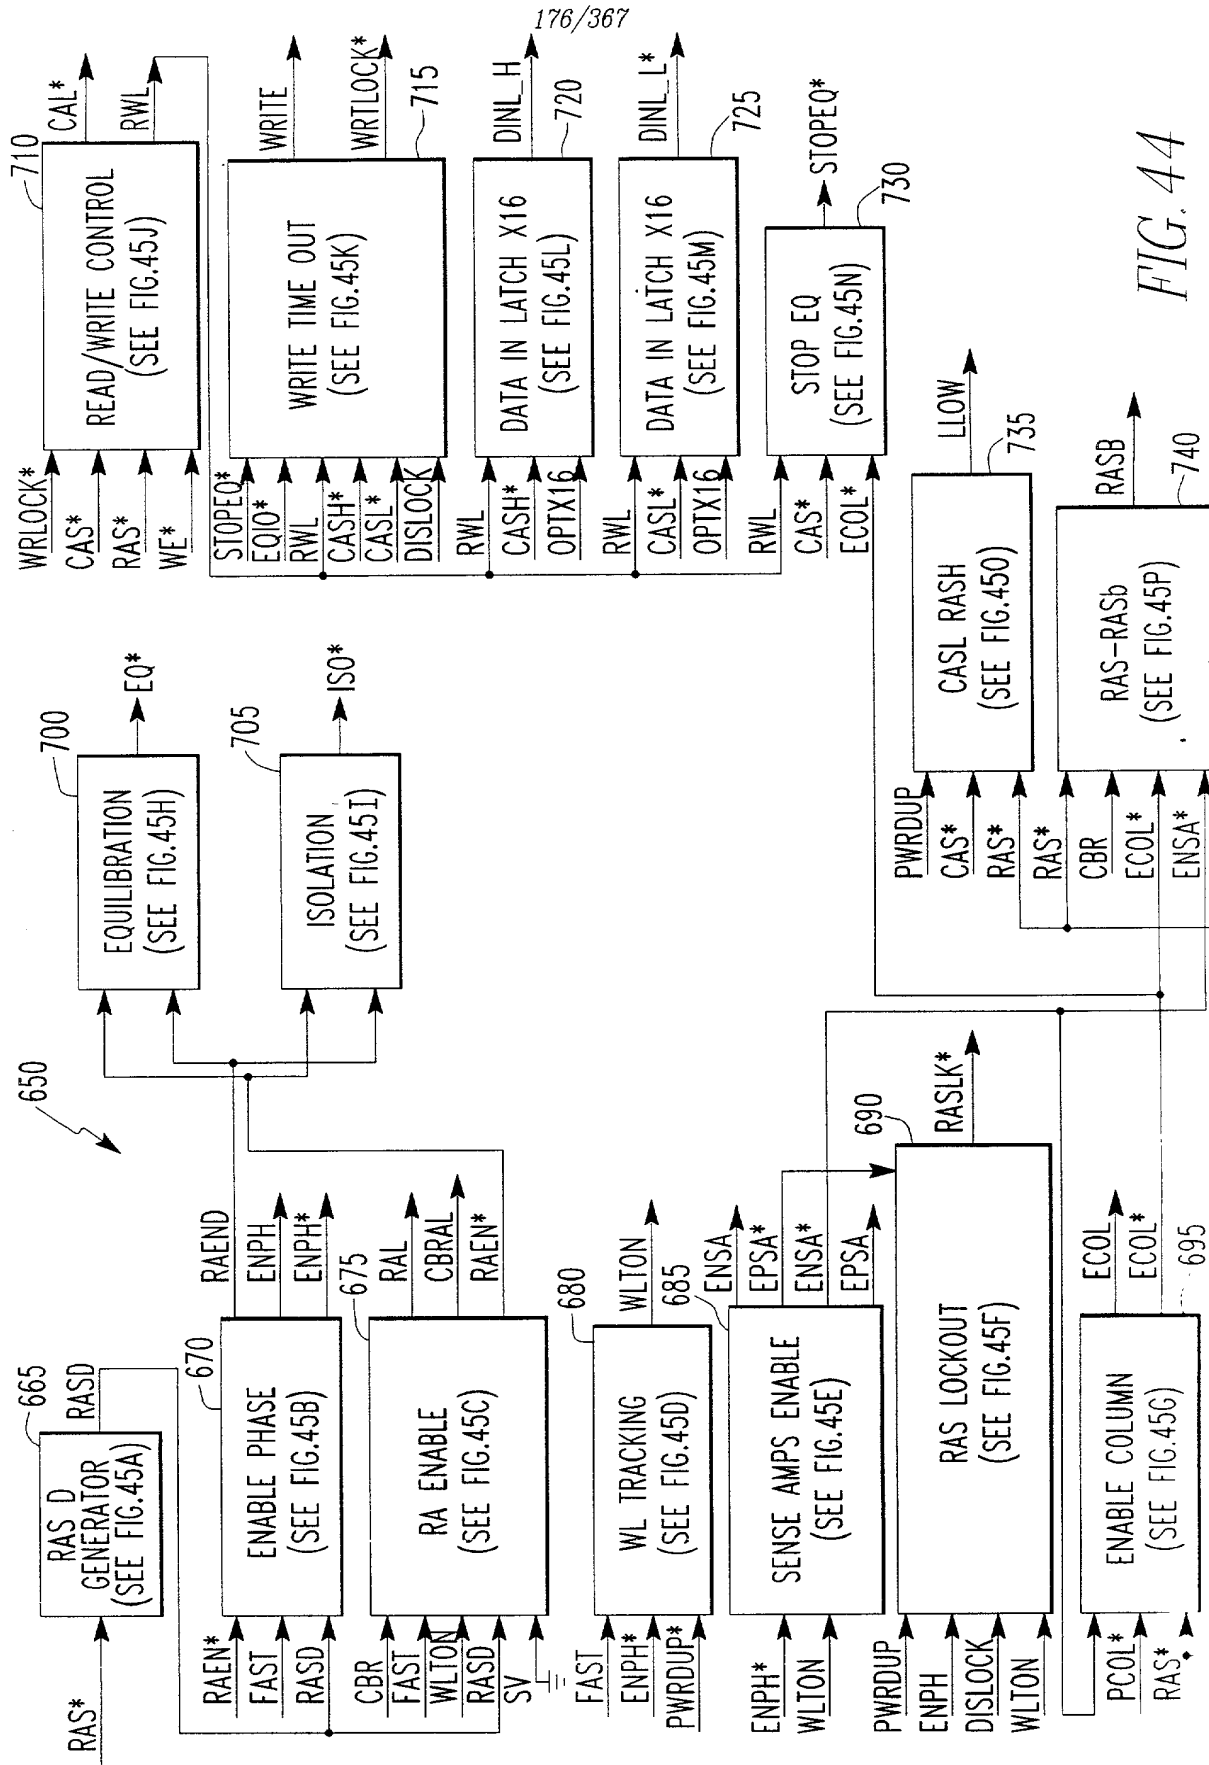 176/367
650
RAS*
RAS D
GENERATOR
(SEE FIG.45A)
665
RASD
RAEN*
FAST
RASD
ENABLE PHASE
(SEE FIG.45B)
670
RAEND
ENPH
ENPH*
CBR
FAST
WLTON
RASD
SV
RA ENABLE
(SEE FIG.45C)
675
RAL
CBRAL
RAEN*
FAST
ENPH*
PWRDUP*
WL TRACKING
(SEE FIG.45D)
680
WLTON
ENPH*
WLTON
SENSE AMPS ENABLE
(SEE FIG.45E)
685
ENSA
EPSA*
ENSA*
EPSA
PWRDUP
ENPH
DISLOCK
WLTON
RAS LOCKOUT
(SEE FIG.45F)
690
RASLK*
PCOL*
RAS*
ENABLE COLUMN
(SEE FIG.45G)
695
ECOL
ECOL*
EQUILIBRATION
(SEE FIG.45H)
700
EQ*
ISOLATION
(SEE FIG.45I)
705
ISO*
WRLOCK*
CAS*
RAS*
WE*
READ/WRITE CONTROL
(SEE FIG.45J)
710
CAL*
RWL
STOPEQ*
EQIO*
RWL
CASH*
CASL*
DISLOCK
WRITE TIME OUT
(SEE FIG.45K)
WRITE
WRTLOCK*
715
RWL
CASH*
OPTX16
DATA IN LATCH X16
(SEE FIG.45L)
DINL_H
720
RWL
CASL*
OPTX16
DATA IN LATCH X16
(SEE FIG.45M)
DINL_L*
725
RWL
CAS*
ECOL*
STOP EQ
(SEE FIG.45N)
STOPEQ*
730
PWRDUP
CAS*
RAS*
CASL RASH
(SEE FIG.45O)
LLOW
735
RAS*
CBR
ECOL*
ENSA*
RAS-RASb
(SEE FIG.45P)
RASB
740
FIG. 44